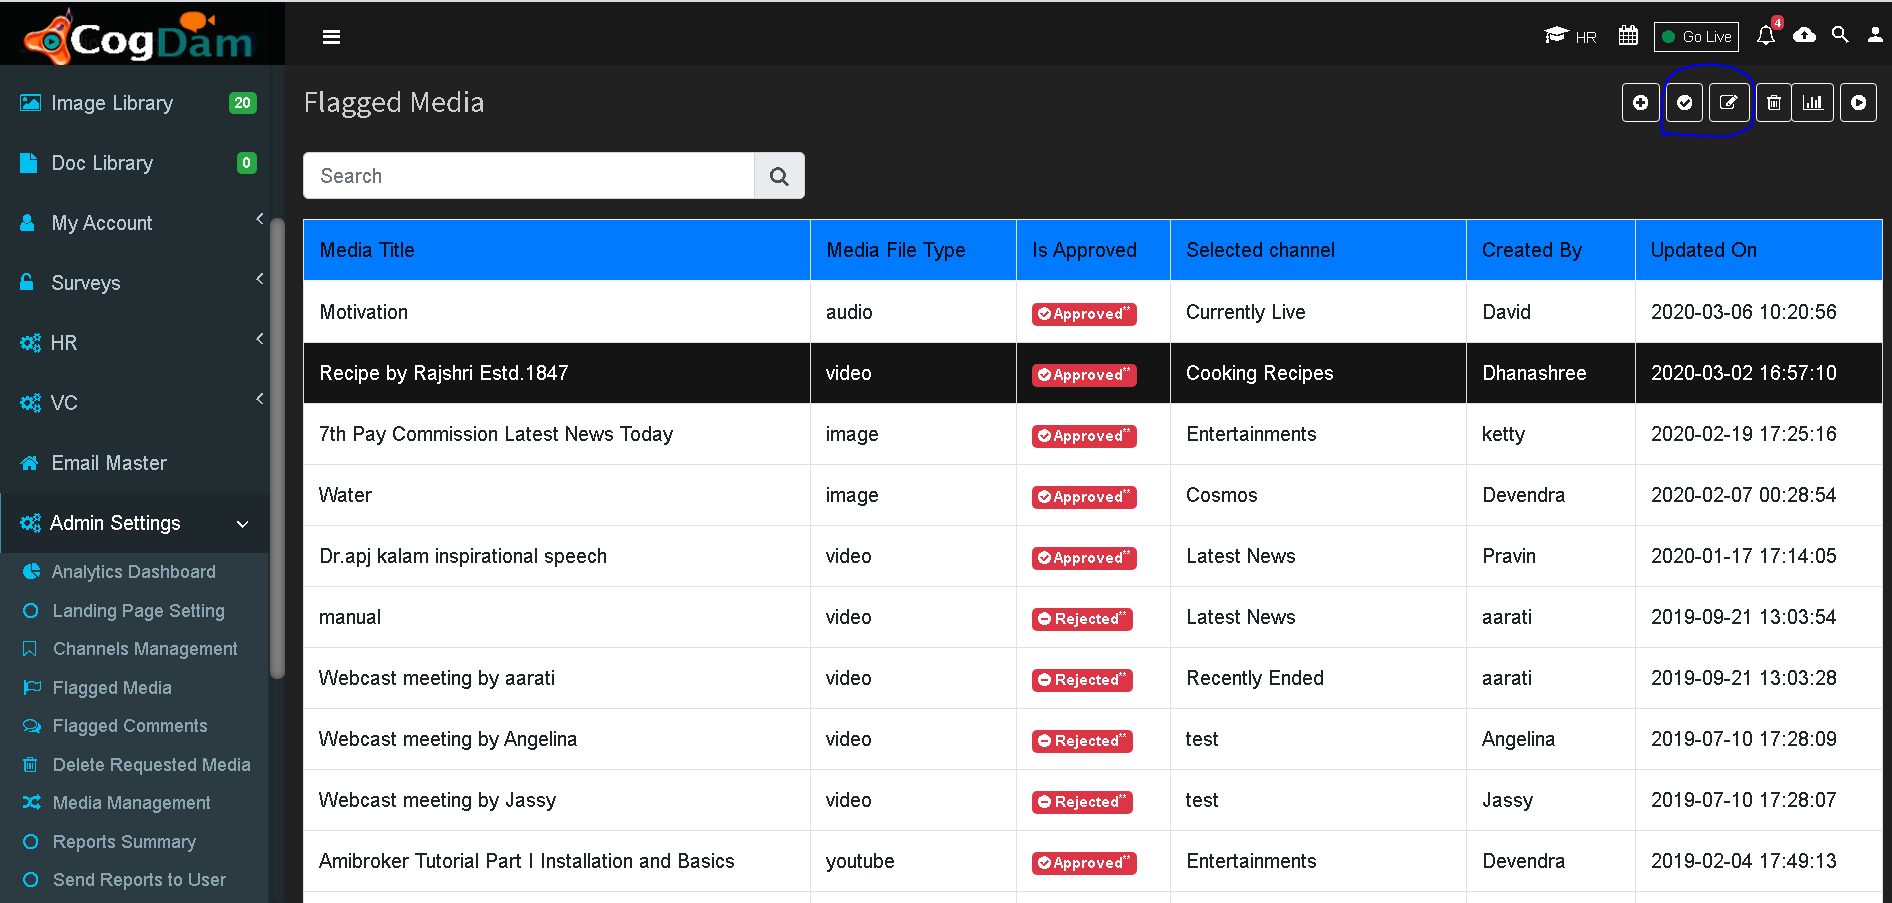 CogDam
HR
Go Live
4
Image Library 20
Doc Library 0
My Account
Surveys
HR
VC
Email Master
Admin Settings
Analytics Dashboard
Landing Page Setting
Channels Management
Flagged Media
Flagged Comments
Delete Requested Media
Media Management
Reports Summary
Send Reports to User
Flagged Media
Search
Media Title Media File Type Is Approved Selected channel Created By Updated On
Motivation audio Approved** Currently Live David 2020-03-06 10:20:56
Recipe by Rajshri Estd.1847 video Approved** Cooking Recipes Dhanashree 2020-03-02 16:57:10
7th Pay Commission Latest News Today image Approved** Entertainments ketty 2020-02-19 17:25:16
Water image Approved** Cosmos Devendra 2020-02-07 00:28:54
Dr.apj kalam inspirational speech video Approved** Latest News Pravin 2020-01-17 17:14:05
manual video Rejected** Latest News aarati 2019-09-21 13:03:54
Webcast meeting by aarati video Rejected** Recently Ended aarati 2019-09-21 13:03:28
Webcast meeting by Angelina video Rejected** test Angelina 2019-07-10 17:28:09
Webcast meeting by Jassy video Rejected** test Jassy 2019-07-10 17:28:07
Amibroker Tutorial Part I Installation and Basics youtube Approved** Entertainments Devendra 2019-02-04 17:49:13